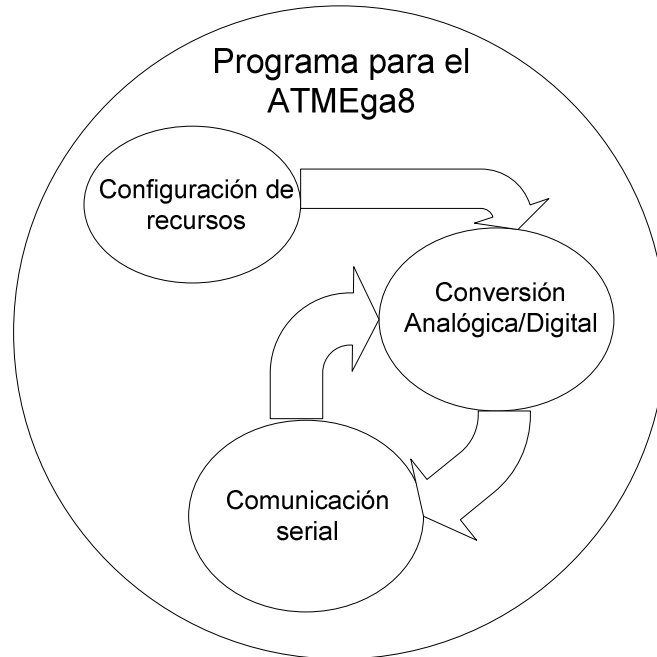 Programa para el
ATMEga8
Configuración de
recursos
Conversión
Analógica/Digital
Comunicación
serial